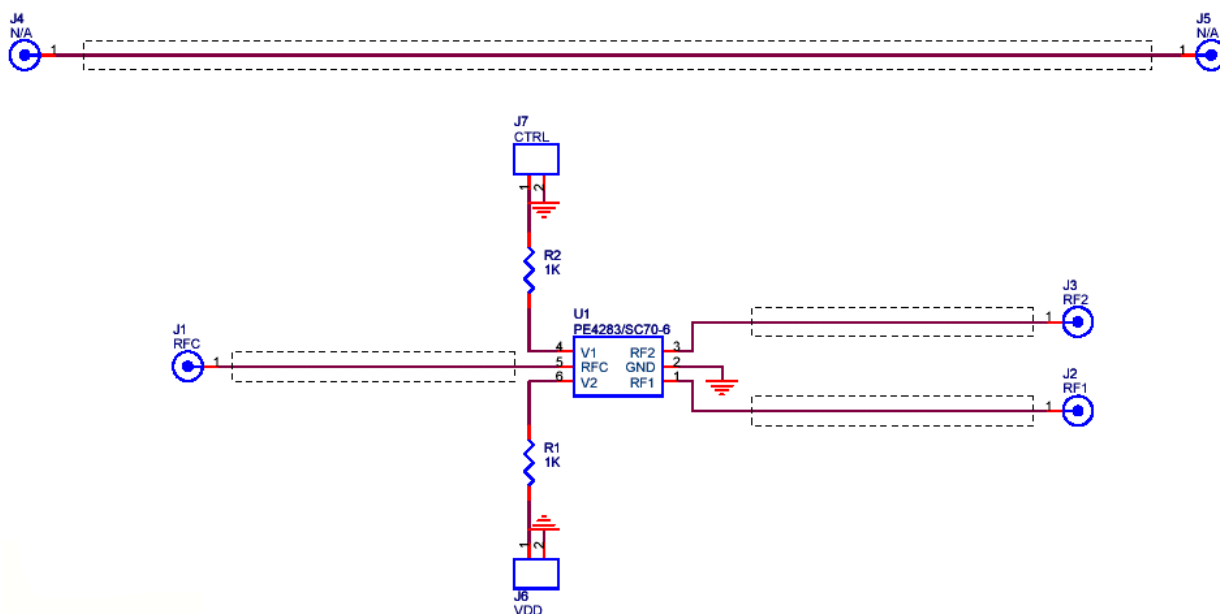 J4
N/A
1
J5
N/A
1
J7
CTRL
1
2
R2
1K
U1
PE4283/SC70-6
J1
RFC
1
4
V1
RF2
3
5
RFC
GND
2
6
V2
RF1
1
J3
RF2
1
J2
RF1
1
R1
1K
1
2
J6
VDD